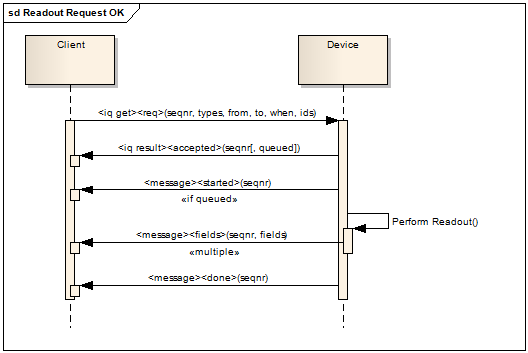 sd Readout Request OK
Client
Device
<iq get><req>(seqnr, types, from, to, when, ids)
<iq result><accepted>(seqnr[, queued])
<message><started>(seqnr)
«if queued»
Perform Readout()
<message><fields>(seqnr, fields)
«multiple»
<message><done>(seqnr)